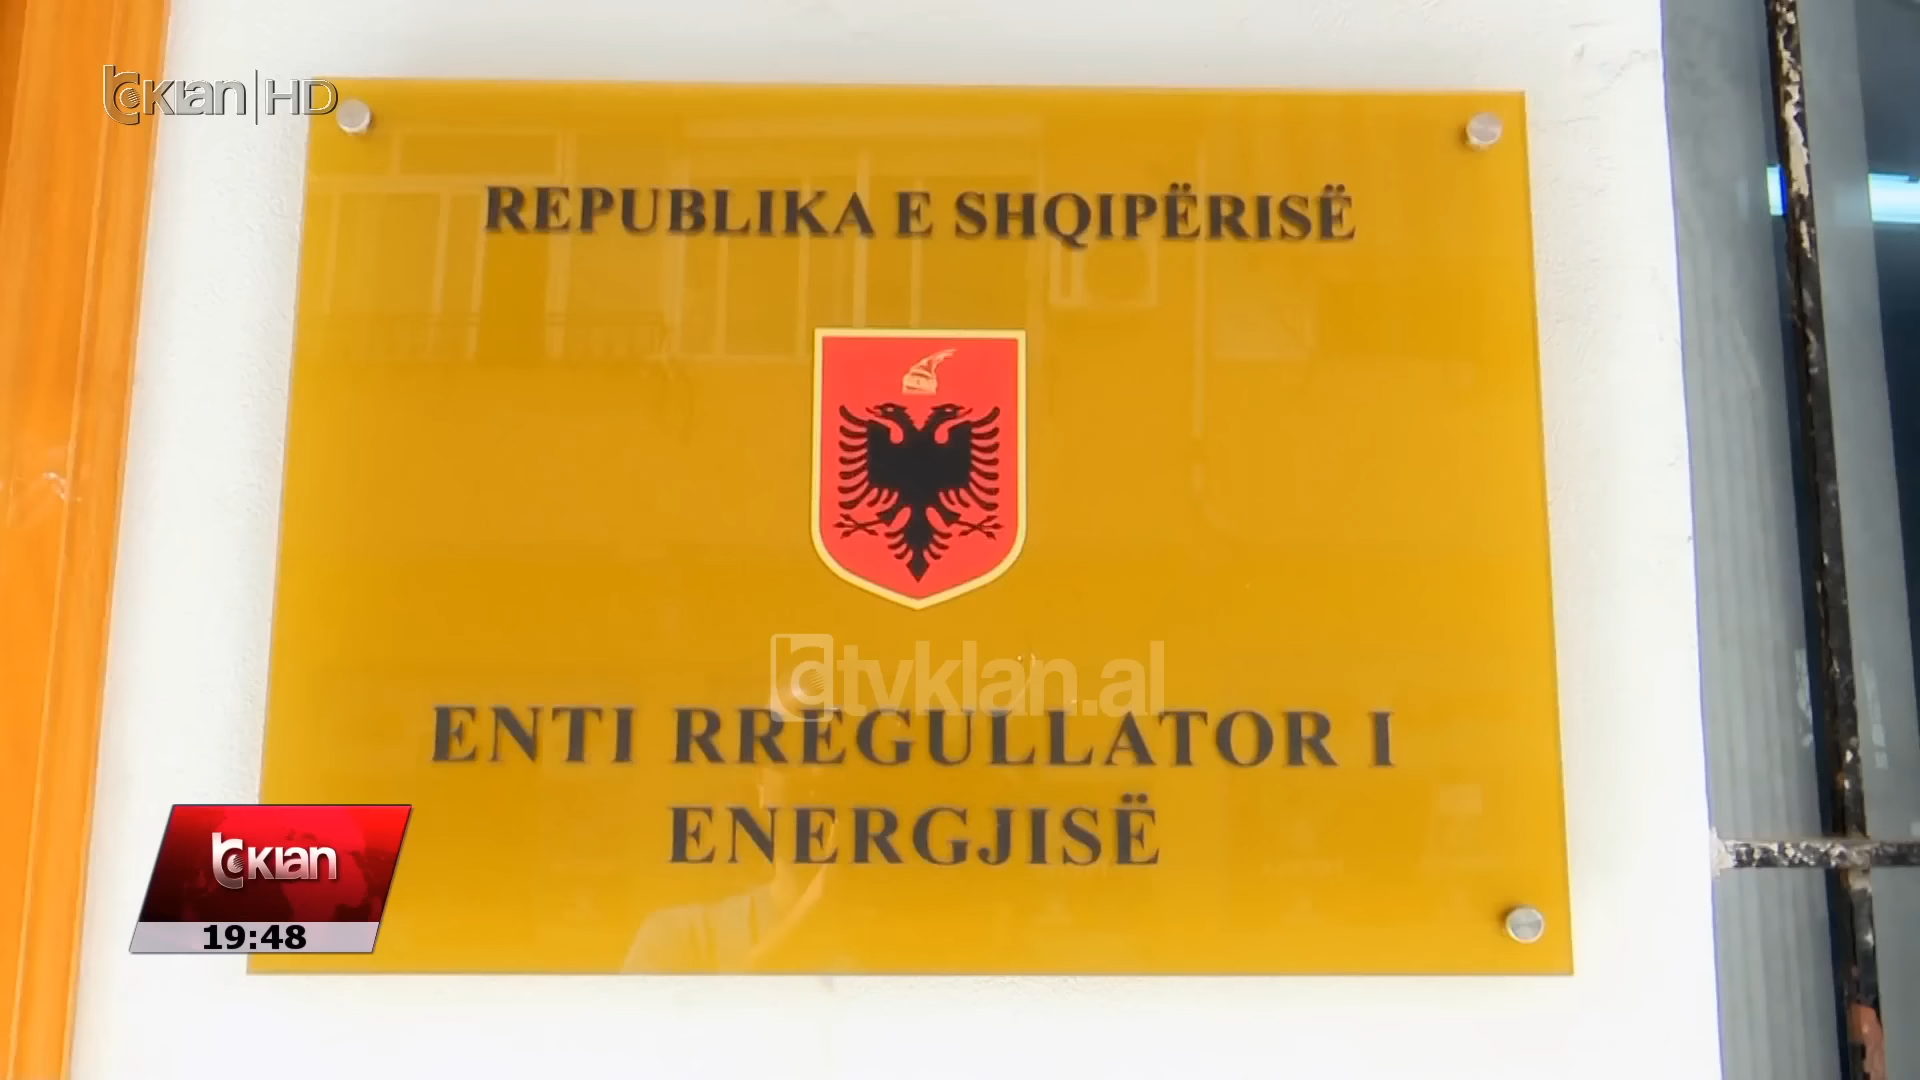 klan HD
REPUBLIKA E SHQIPËRISË
tvklan.al
ENTI RREGULLATOR I
ENERGJISË
klan
19:48